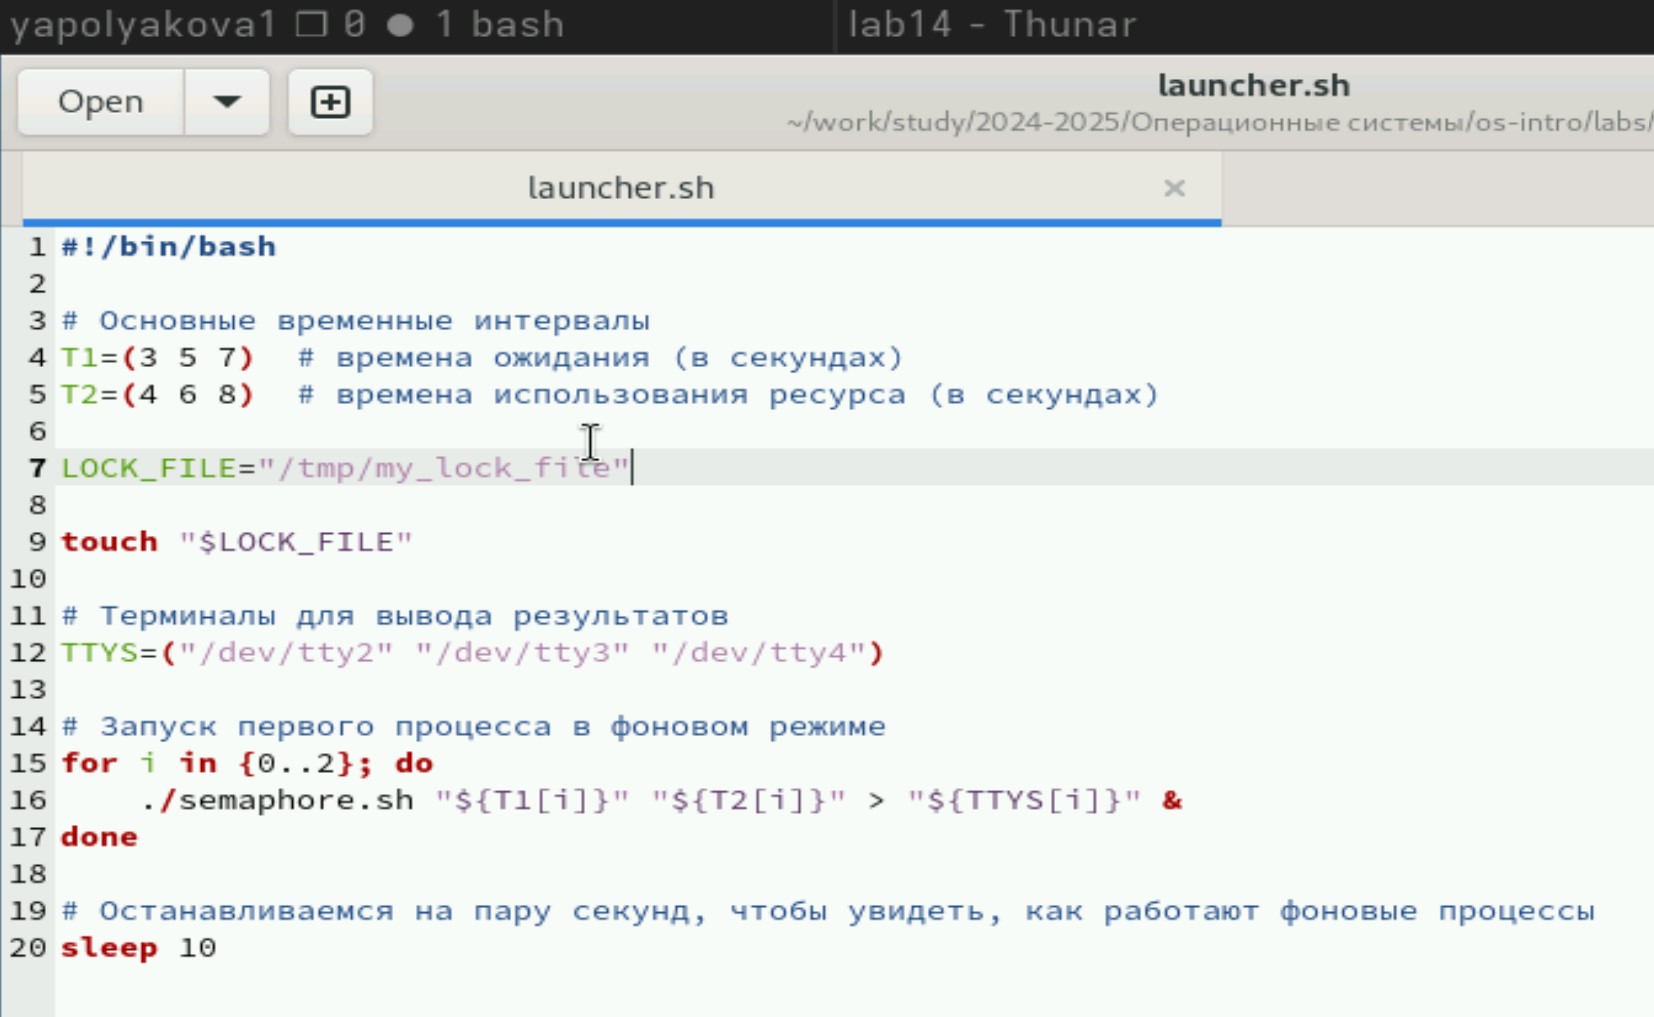 yapolyakova1 ❐ 0 ● 1 bash
lab14 - Thunar
Open
launcher.sh
~/work/study/2024-2025/Операционные системы/os-intro/labs/
launcher.sh ×
1 #!/bin/bash
2
3 # Основные временные интервалы
4 T1=(3 5 7)  # времена ожидания (в секундах)
5 T2=(4 6 8)  # времена использования ресурса (в секундах)
6
7 LOCK_FILE="/tmp/my_lock_file"
8
9 touch "$LOCK_FILE"
10
11 # Терминалы для вывода результатов
12 TTYS=("/dev/tty2" "/dev/tty3" "/dev/tty4")
13
14 # Запуск первого процесса в фоновом режиме
15 for i in {0..2}; do
16     ./semaphore.sh "${T1[i]}" "${T2[i]}" > "${TTYS[i]}" &
17 done
18
19 # Останавливаемся на пару секунд, чтобы увидеть, как работают фоновые процессы
20 sleep 10